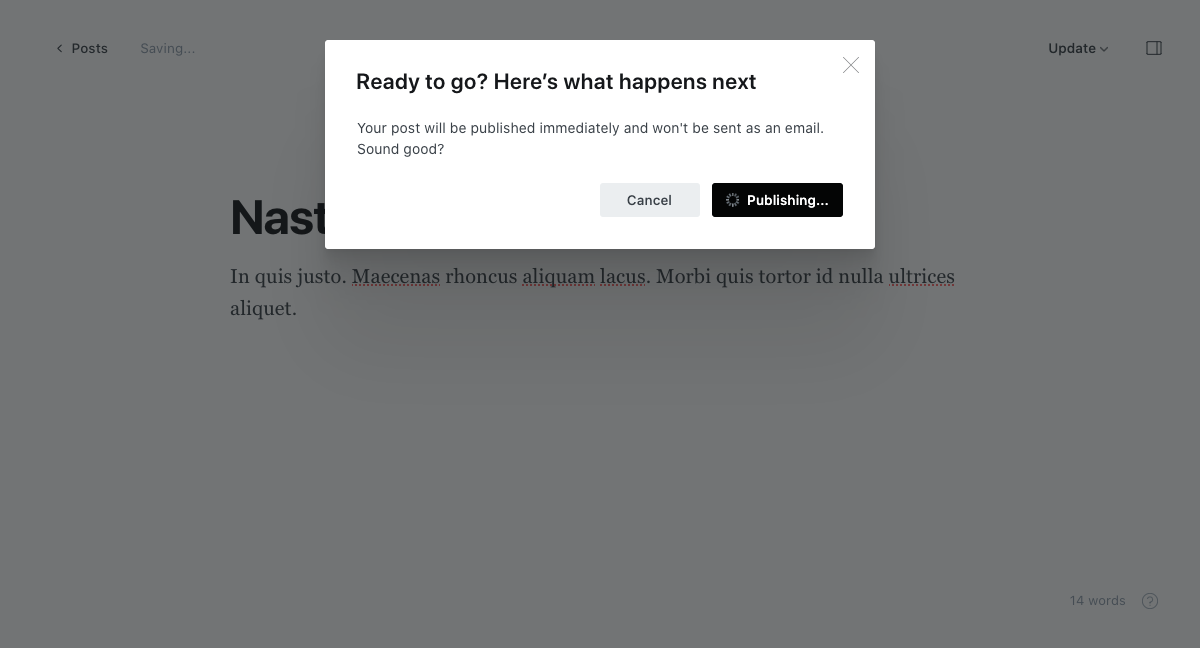 Posts
Saving...
Update
Ready to go? Here's what happens next
Your post will be published immediately and won't be sent as an email.
Sound good?
Cancel
Publishing...
In quis justo. Maecenas rhoncus aliquam lacus. Morbi quis tortor id nulla ultrices
aliquet.
14 words
?